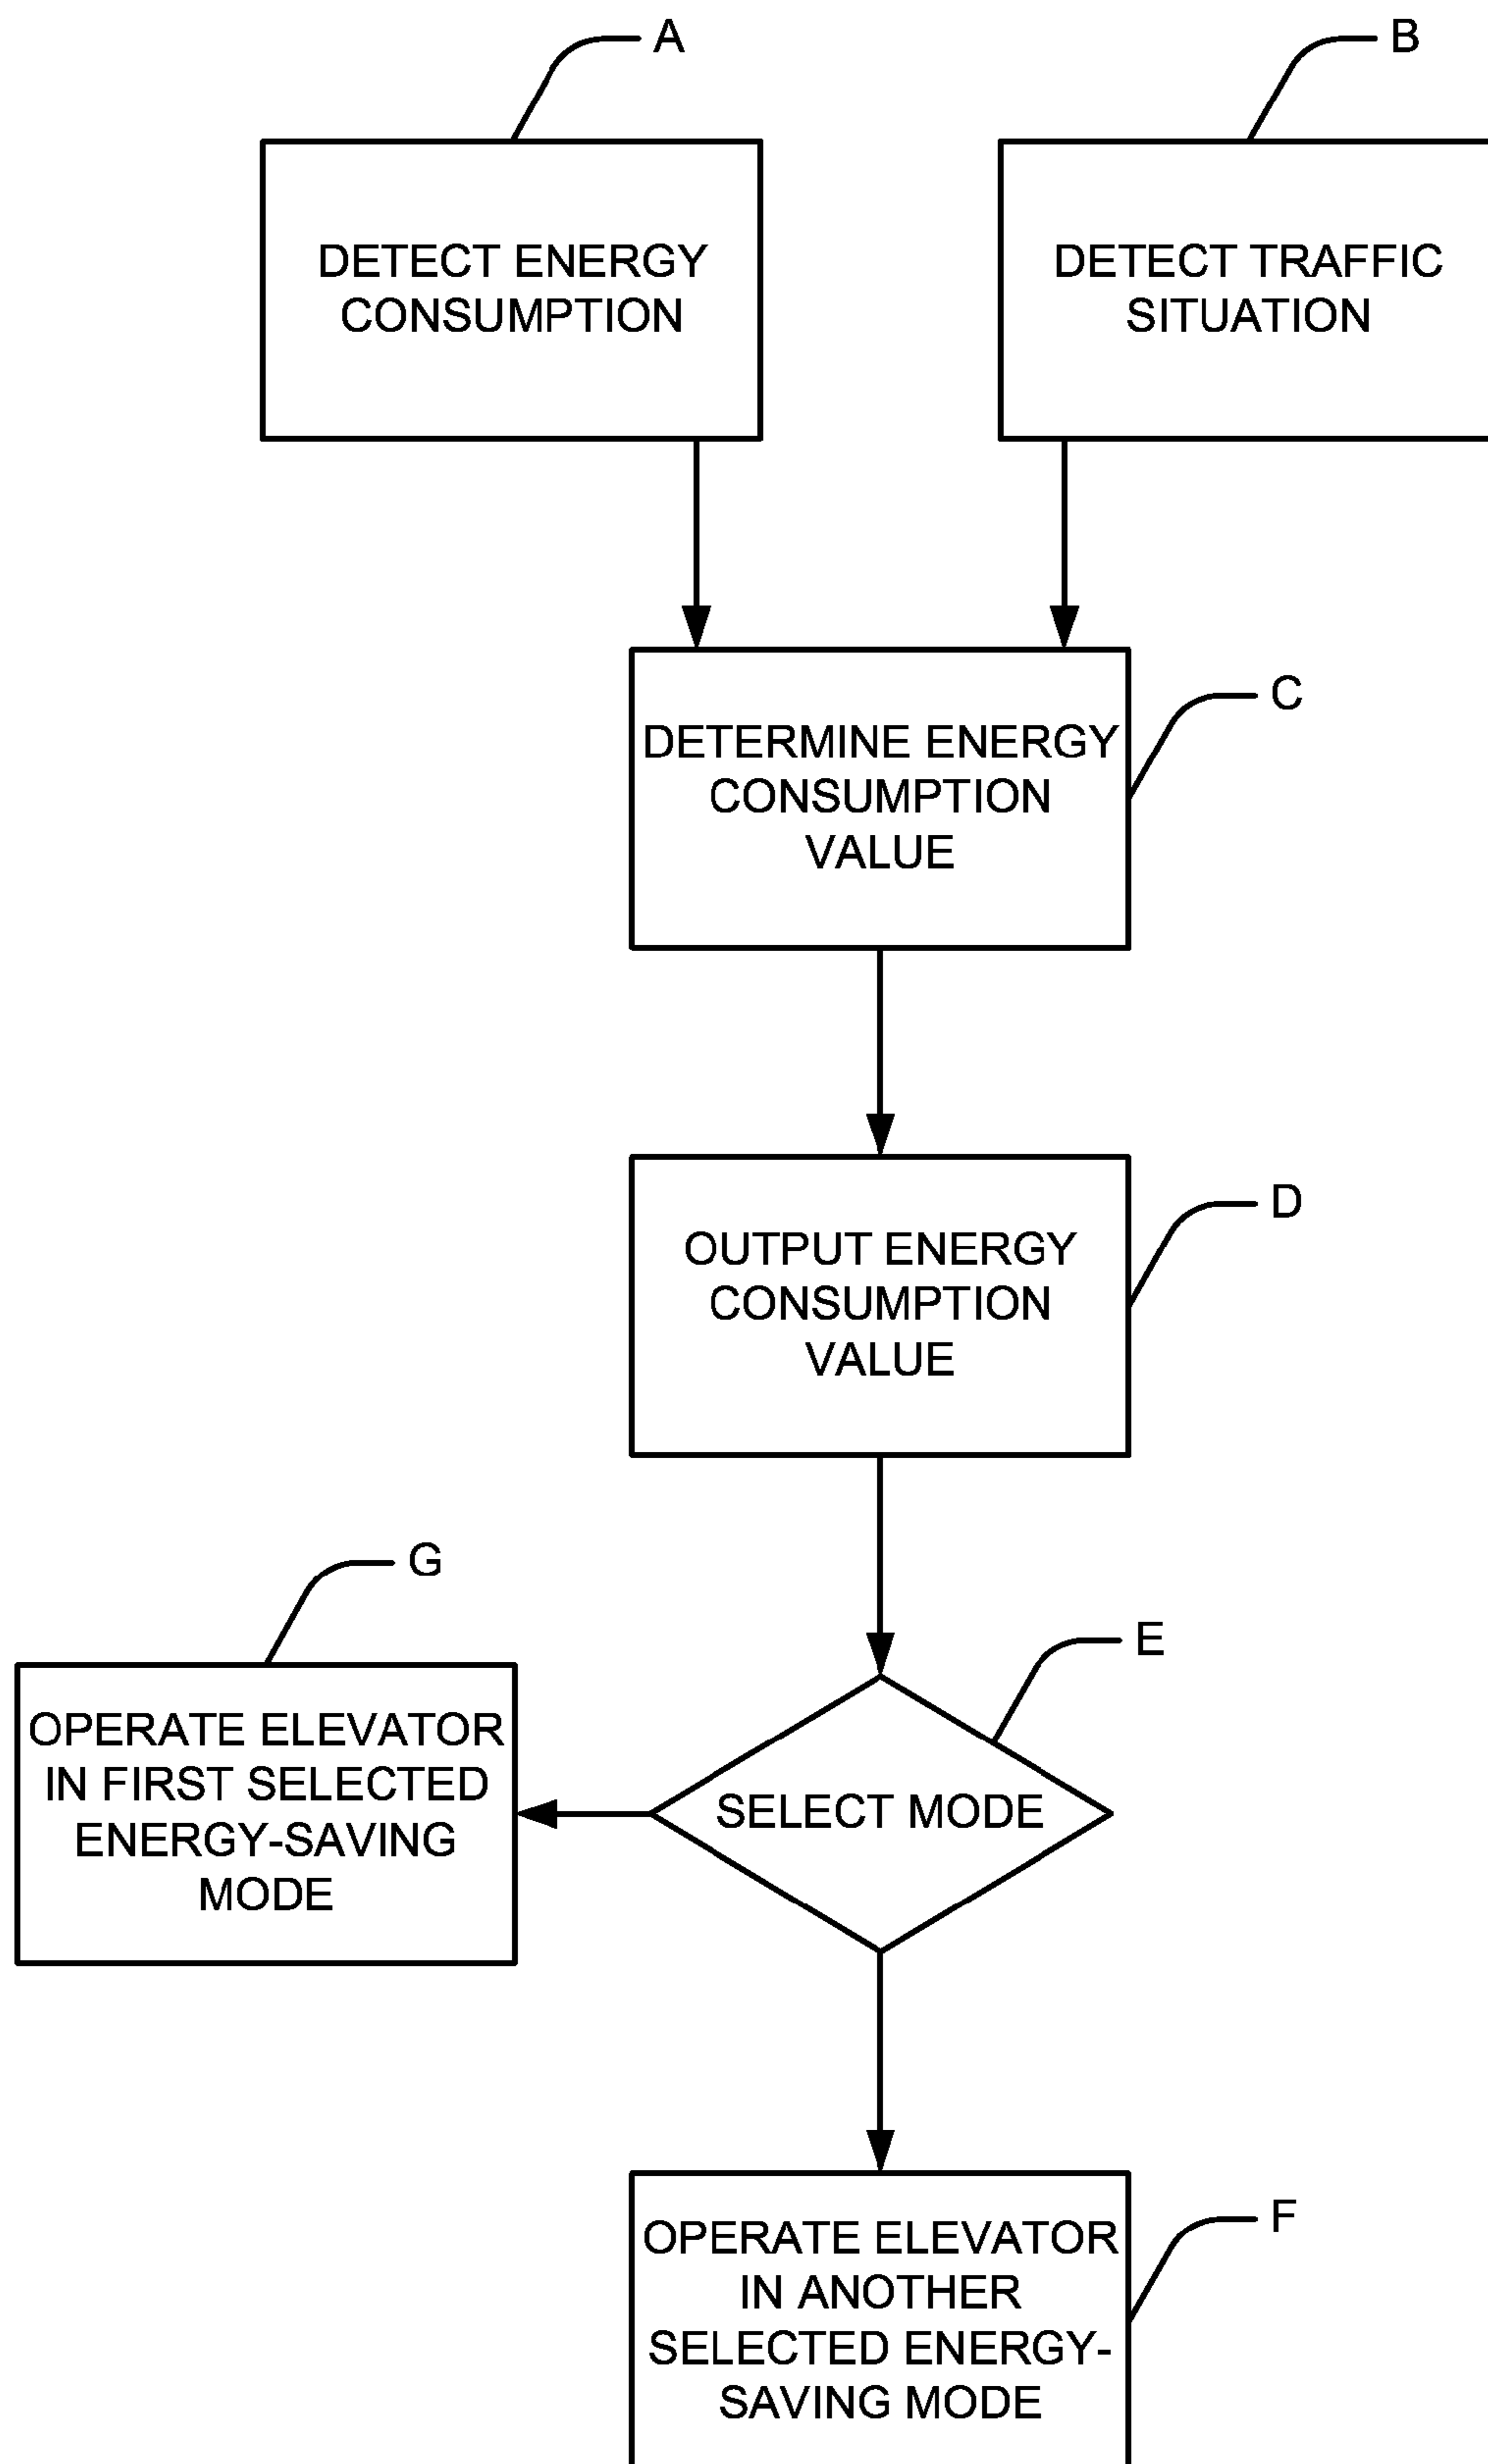 A
B
DETECT ENERGY
CONSUMPTION
DETECT TRAFFIC
SITUATION
C
DETERMINE ENERGY
CONSUMPTION
VALUE
D
OUTPUT ENERGY
CONSUMPTION
VALUE
G
E
OPERATE ELEVATOR
IN FIRST SELECTED
ENERGY-SAVING
MODE
SELECT MODE
F
OPERATE ELEVATOR
IN ANOTHER
SELECTED ENERGY-
SAVING MODE